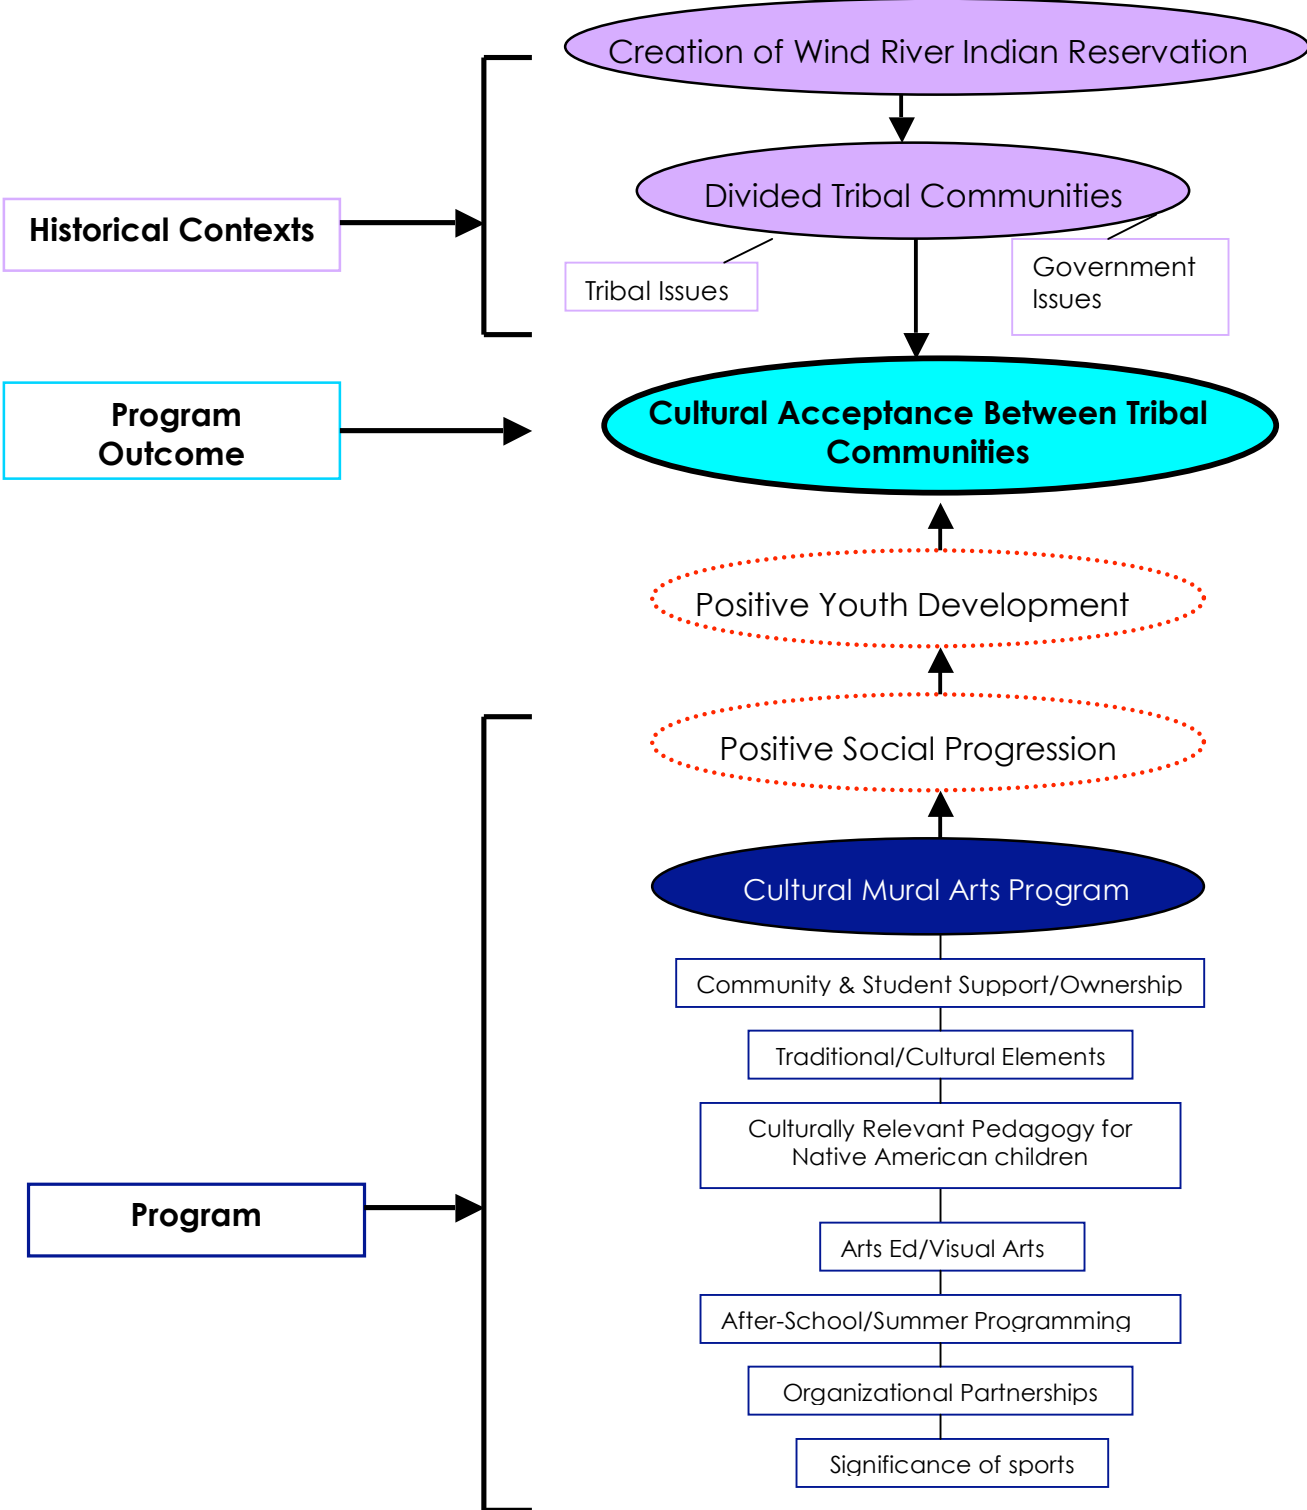 Creation of Wind River Indian Reservation
Divided Tribal Communities
Historical Contexts
Tribal Issues
Government
Issues
Program
Outcome
Cultural Acceptance Between Tribal
Communities
Positive Youth Development
Positive Social Progression
Cultural Mural Arts Program
Community & Student Support/Ownership
Traditional/Cultural Elements
Culturally Relevant Pedagogy for
Native American children
Program
Arts Ed/Visual Arts
After-School/Summer Programming
Organizational Partnerships
Significance of sports